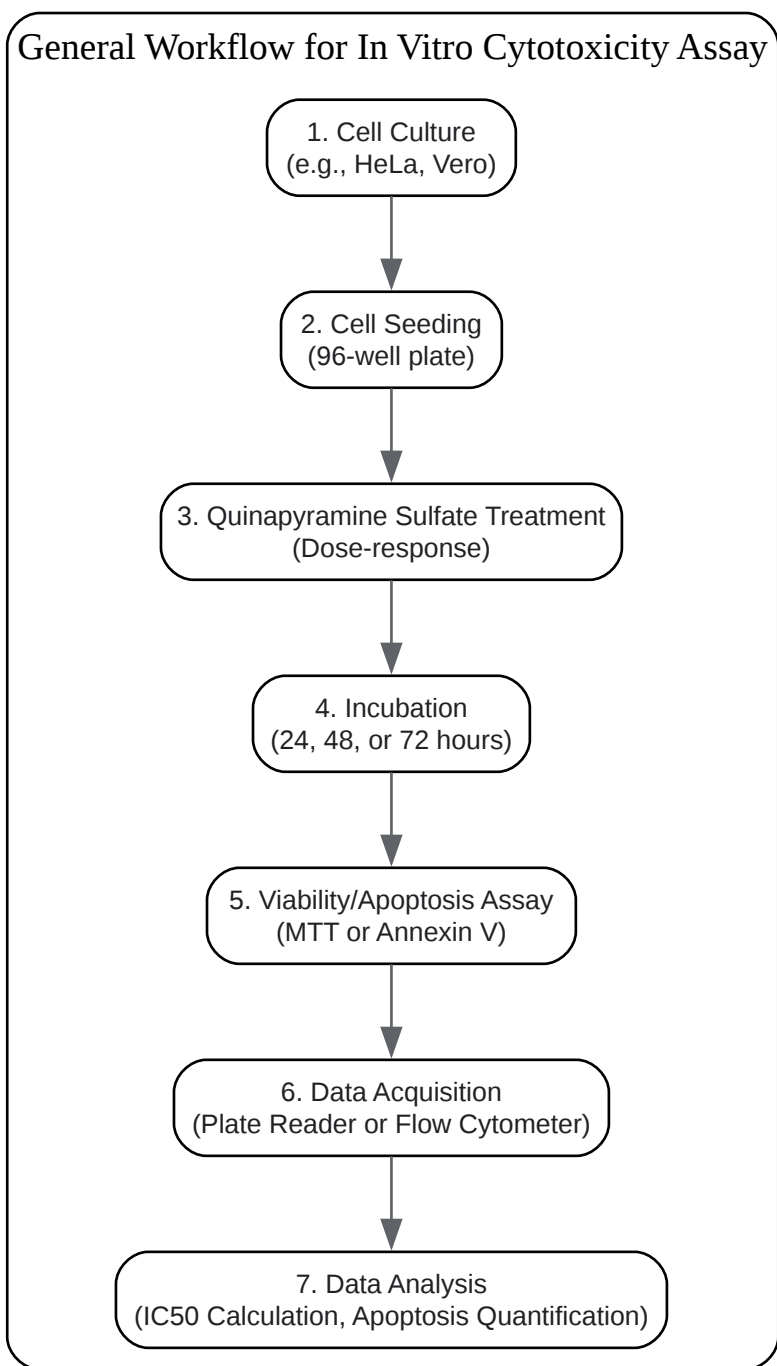 General Workflow for In Vitro Cytotoxicity Assay
1. Cell Culture
(e.g., HeLa, Vero)
2. Cell Seeding
(96-well plate)
3. Quinapyramine Sulfate Treatment
(Dose-response)
4. Incubation
(24, 48, or 72 hours)
5. Viability/Apoptosis Assay
(MTT or Annexin V)
6. Data Acquisition
(Plate Reader or Flow Cytometer)
7. Data Analysis
(IC50 Calculation, Apoptosis Quantification)